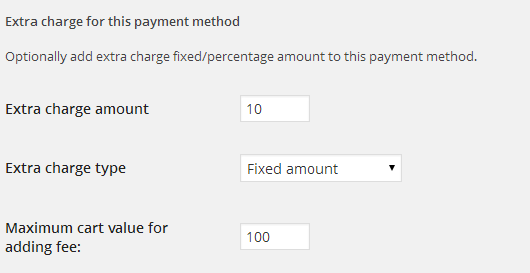 Extra charge for this payment method
Optionally add extra charge fixed/percentage amount to this payment method.
Extra charge amount
10
Extra charge type
Fixed amount
Maximum cart value for
adding fee:
100